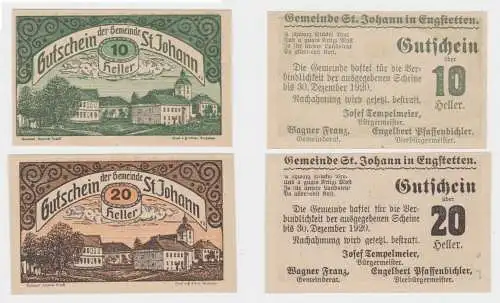 Gutschein der Gemeinde St. Johann
10
Heller
Gemeinde St. Johann in Engstetten.
Gutschein
über
10
Heller.
Die Gemeinde haftet für die Ver-
bindlichkeit der ausgegebenen Scheine
bis 30. Dezember 1920.
Nachahmung wird gesetzl. bestraft.
Josef Tempelmeier,
Bürgermeister.
Wagner Franz, Engelbert Pfaffenbichler,
Gemeinderat. Vizebürgermeister.
Gutschein der Gemeinde St. Johann
20
Heller
Gemeinde St. Johann in Engstetten.
Gutschein
über
20
Heller.
Die Gemeinde haftet für die Ver-
bindlichkeit der ausgegebenen Scheine
bis 30. Dezember 1920.
Nachahmung wird gesetzl. bestraft.
Josef Tempelmeier,
Bürgermeister.
Wagner Franz, Engelbert Pfaffenbichler,
Gemeinderat. Vizebürgermeister.